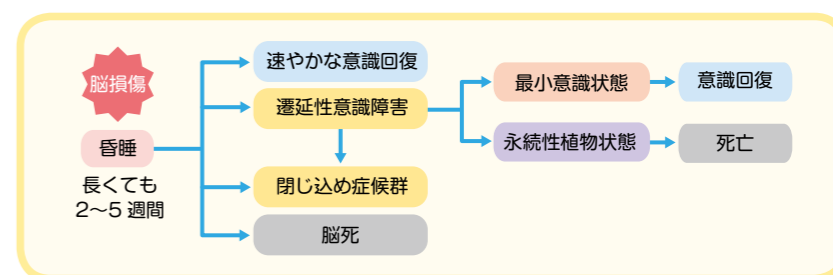 脳損傷
昏睡
長くても
2〜5 週間
速やかな意識回復
遷延性意識障害
閉じ込め症候群
脳死
最小意識状態
意識回復
永続性植物状態
死亡